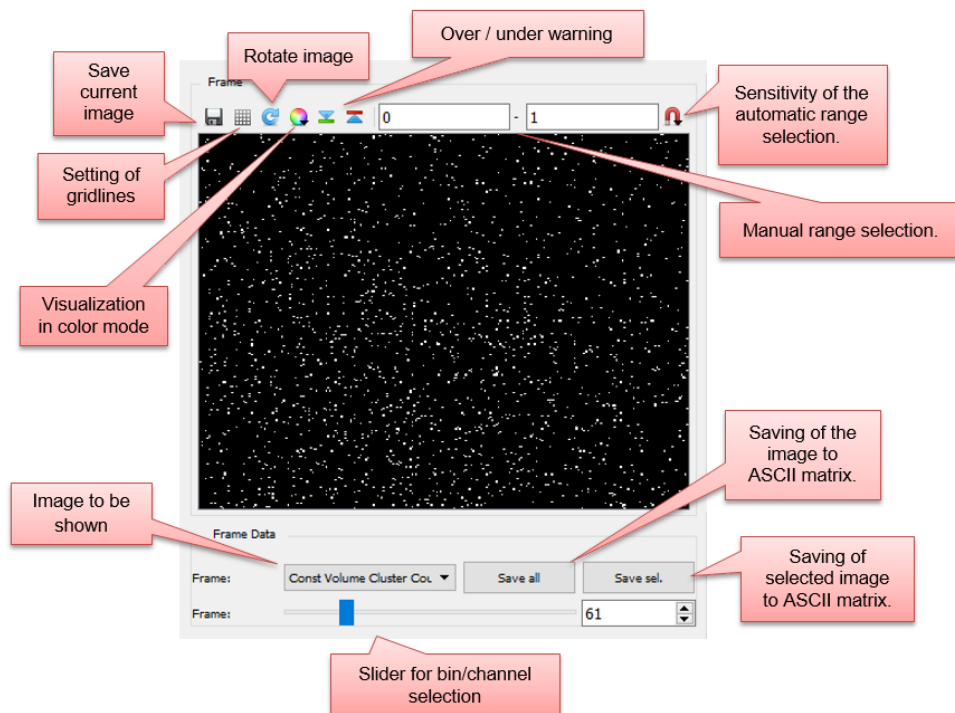 Over / under warning
Rotate image
Save
current
image
Sensitivity of the
automatic range
selection.
Frame
0
-
1
Setting of
gridlines
Manual range selection.
Visualization
in color mode
Saving of the
image to
ASCII matrix.
Image to be
shown
Frame Data
Saving of
selected image
to ASCII matrix.
Frame:
Const Volume Cluster Cou
Save all
Save sel.
Frame:
61
Slider for bin/channel
selection